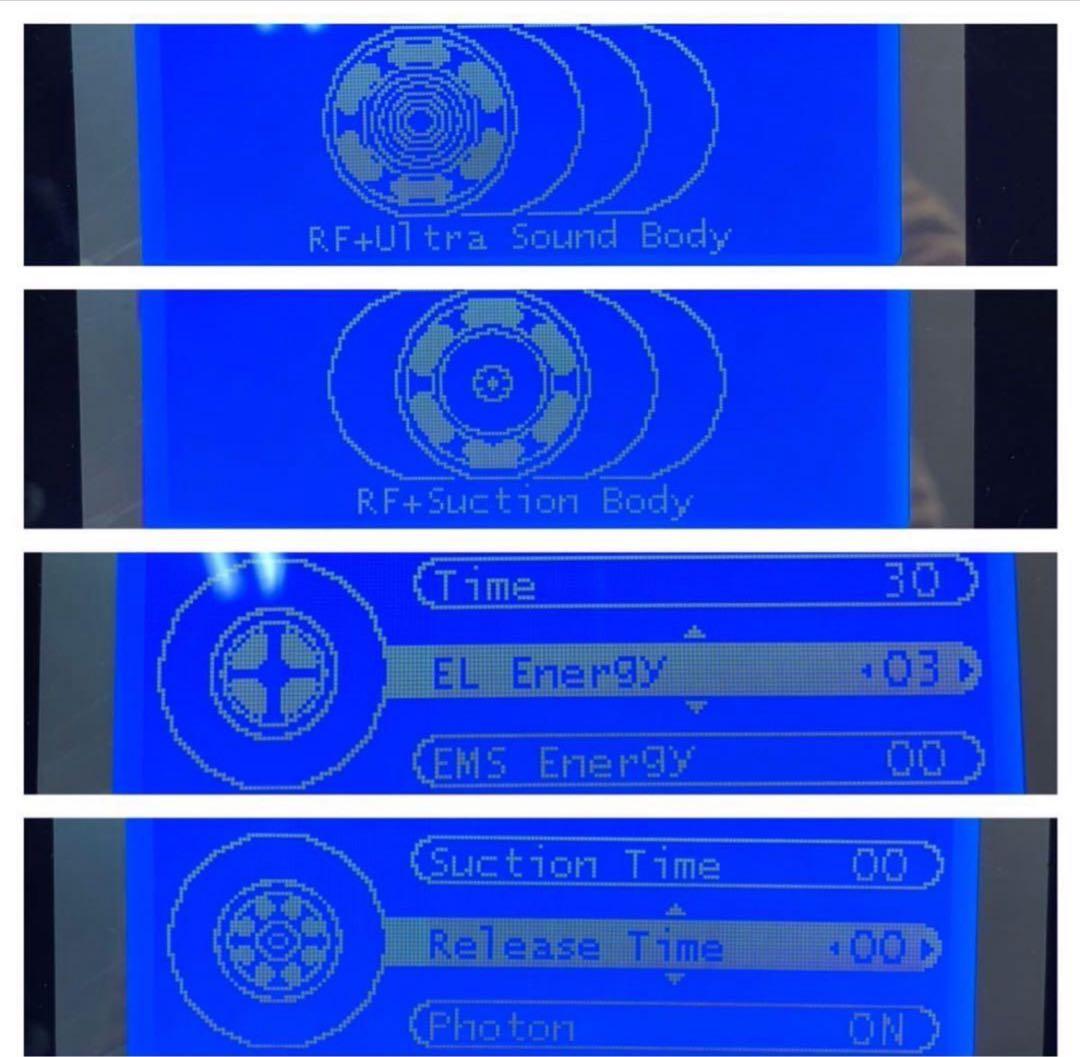 RF+Ultra Sound Body
RF+Suction Body
Time 30
EL Energy 03
EMS Energy 00
Suction Time 00
Release Time 00
Photon ON